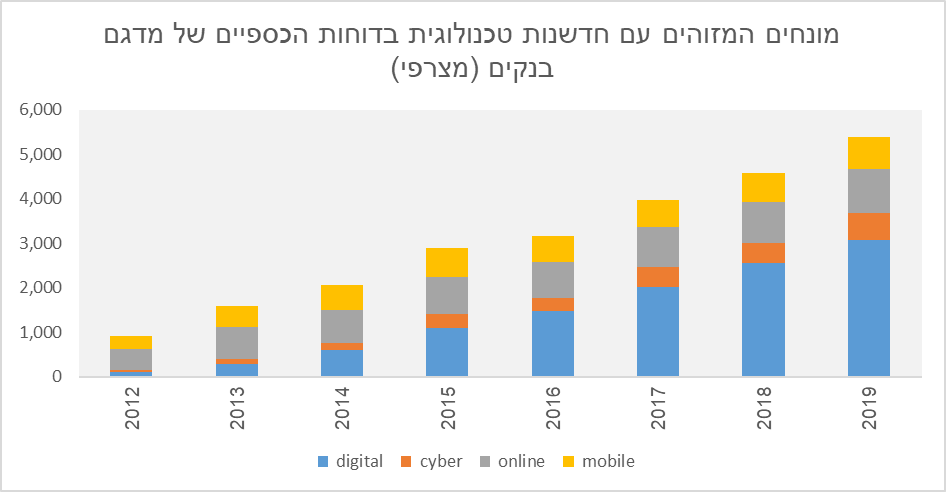 מונחים המזוהים עם חדשנות טכנולוגית בדוחות הכספיים של מדגם
בנקים (מצרפי)
6,000
5,000
4,000
3,000
2,000
1,000
0
2012 2013 2014 2015 2016 2017 2018 2019
digital cyber online mobile